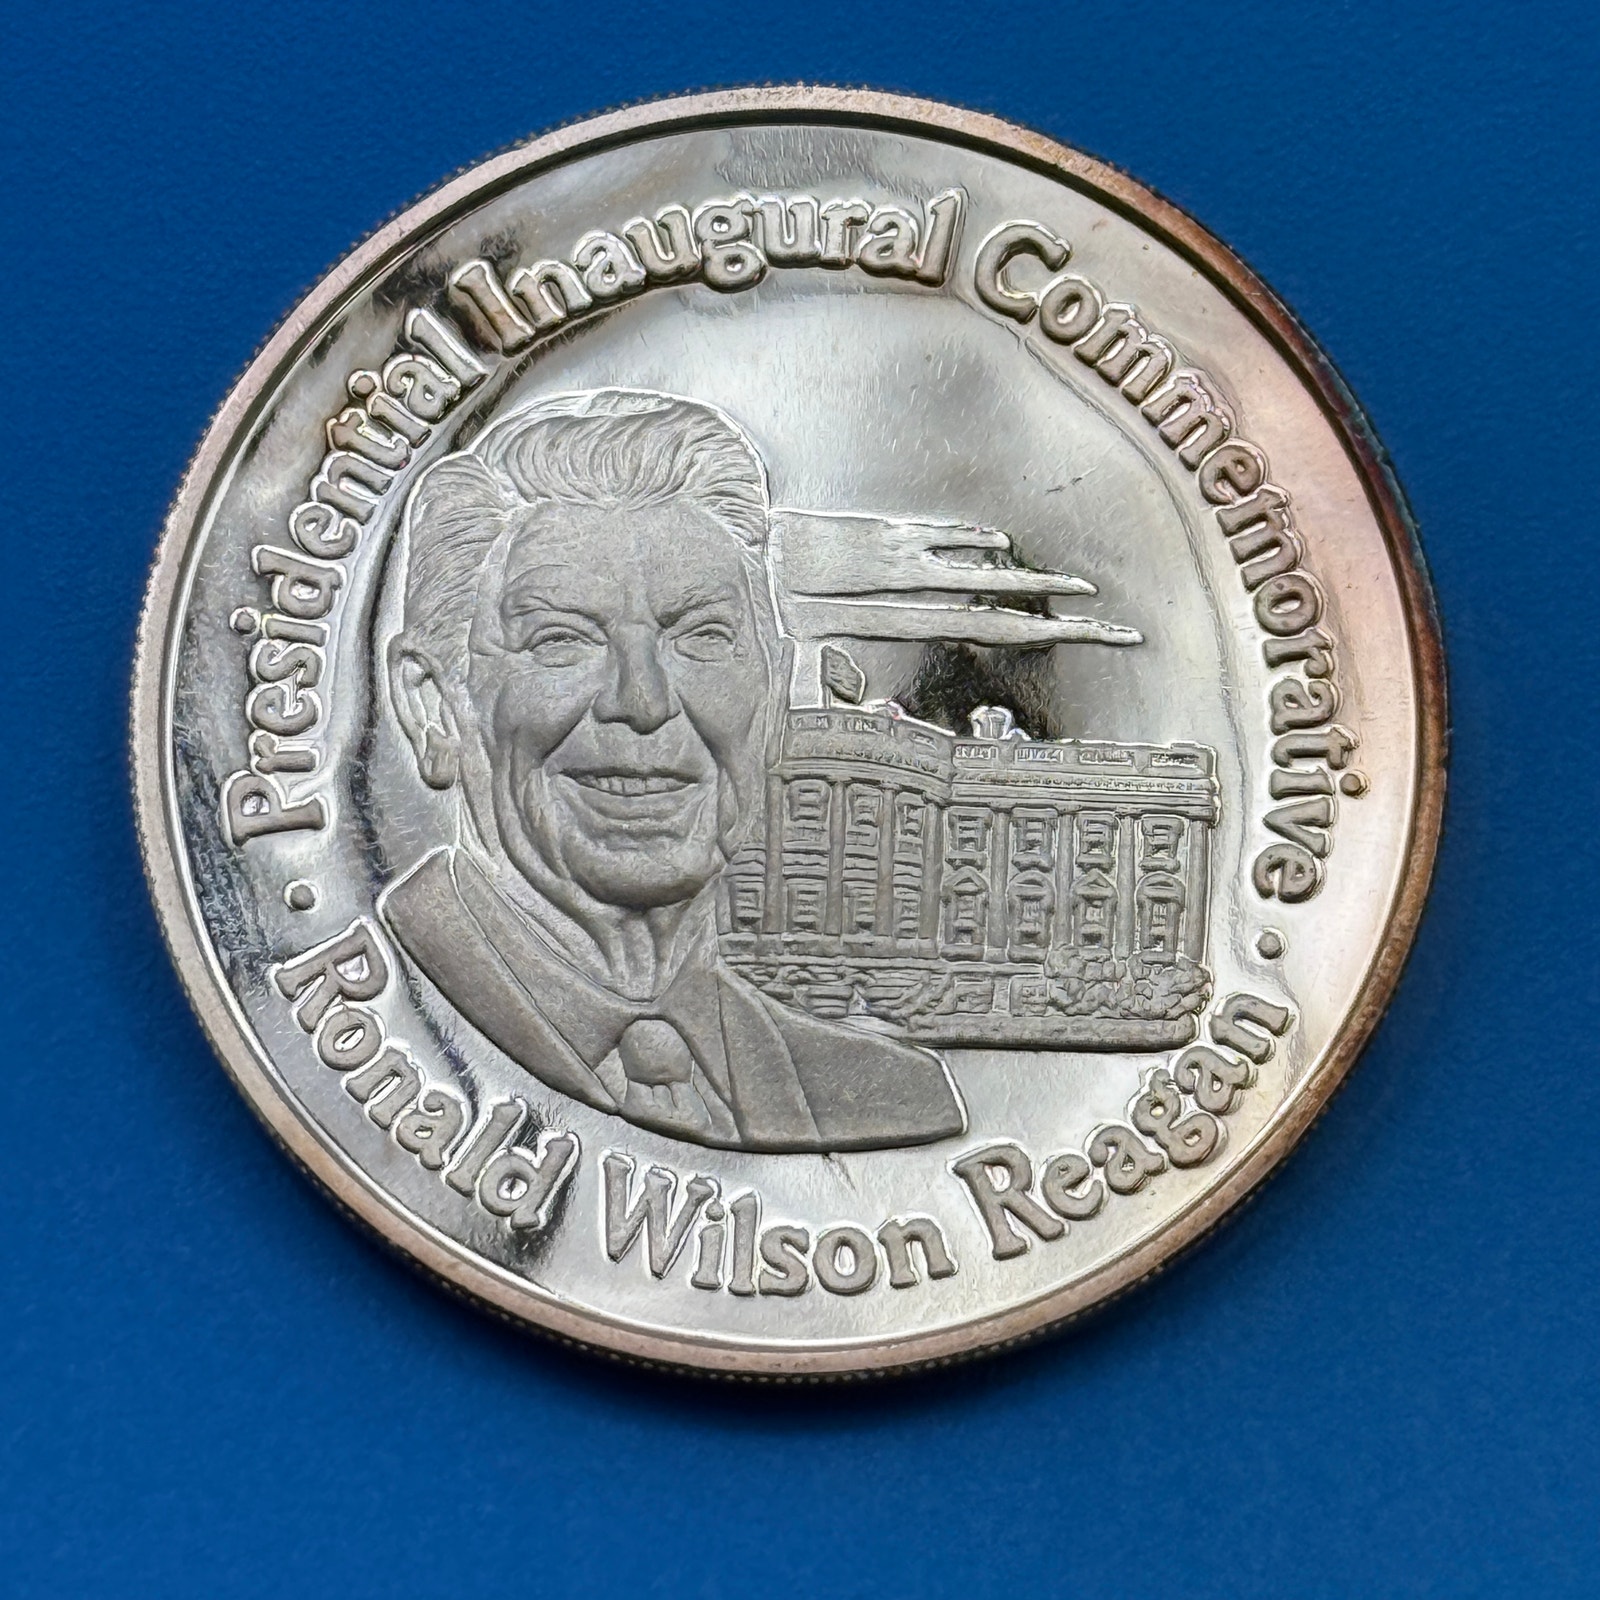 Presidential Inaugural Commemorative
· Ronald Wilson Reagan ·